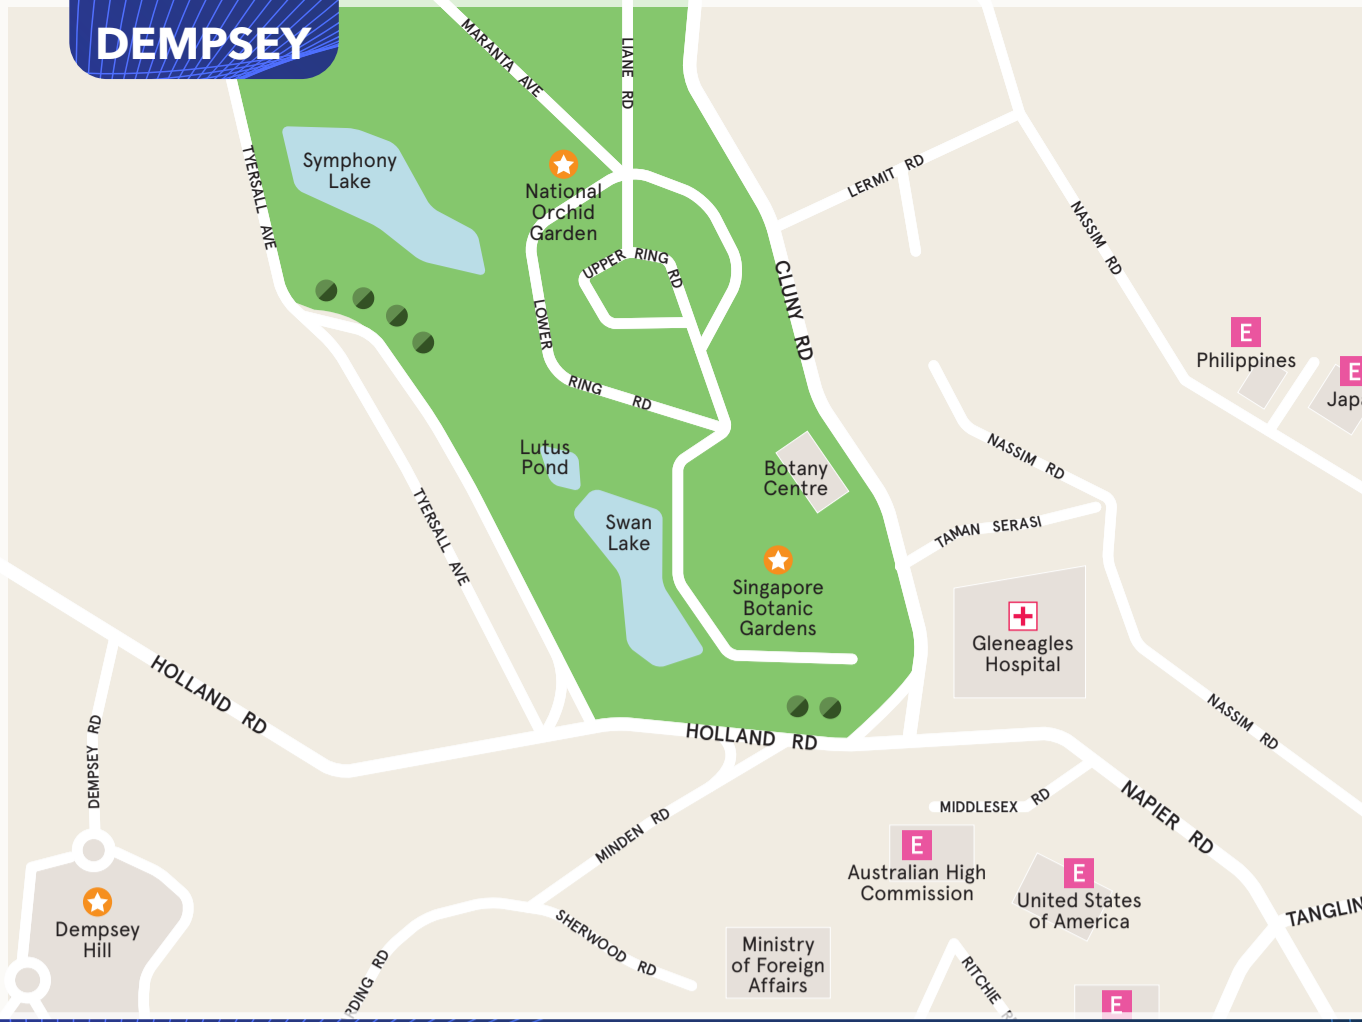 DEMPSEY
MARANTA AVE
LIANE RD
TYERSALL AVE
Symphony
Lake
National
Orchid
Garden
LERMIT RD
NASSIM RD
UPPER RING RD
CLUNY RD
LOWER
RING RD
Philippines
E
E
Lutus
Pond
Botany
Centre
NASSIM RD
Swan
Lake
TAMAN SERASI
TYERSALL AVE
Singapore
Botanic
Gardens
Gleneagles
Hospital
HOLLAND RD
NASSIM RD
DEMPSEY RD
HOLLAND RD
MIDDLESEX RD
NAPIER RD
MINDEN RD
E
Australian High
Commission
E
United States
of America
Dempsey
Hill
SHERWOOD RD
Ministry
of Foreign
Affairs
RITCHIE
RD
E